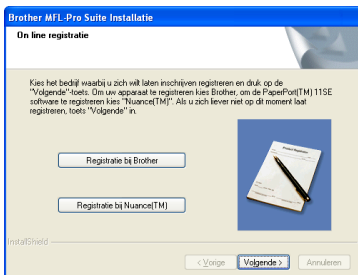 Brother MFL-Pro Suite Installatie
On line registratie
Kies het bedrijf waarbij u zich wilt laten inschrijven registreren en druk op de
"Volgende"-toets. Om uw apparaat te registreren kies Brother, om de PaperPort(TM) 11SE
software te registreren kies "Nuance(TM)". Als u zich liever niet op dit moment laat
registreren, toets "Volgende" in.
Registratie bij Brother
Registratie bij Nuance(TM)
Product Registration
InstallShield
< Vorige
Volgende >
Annuleren